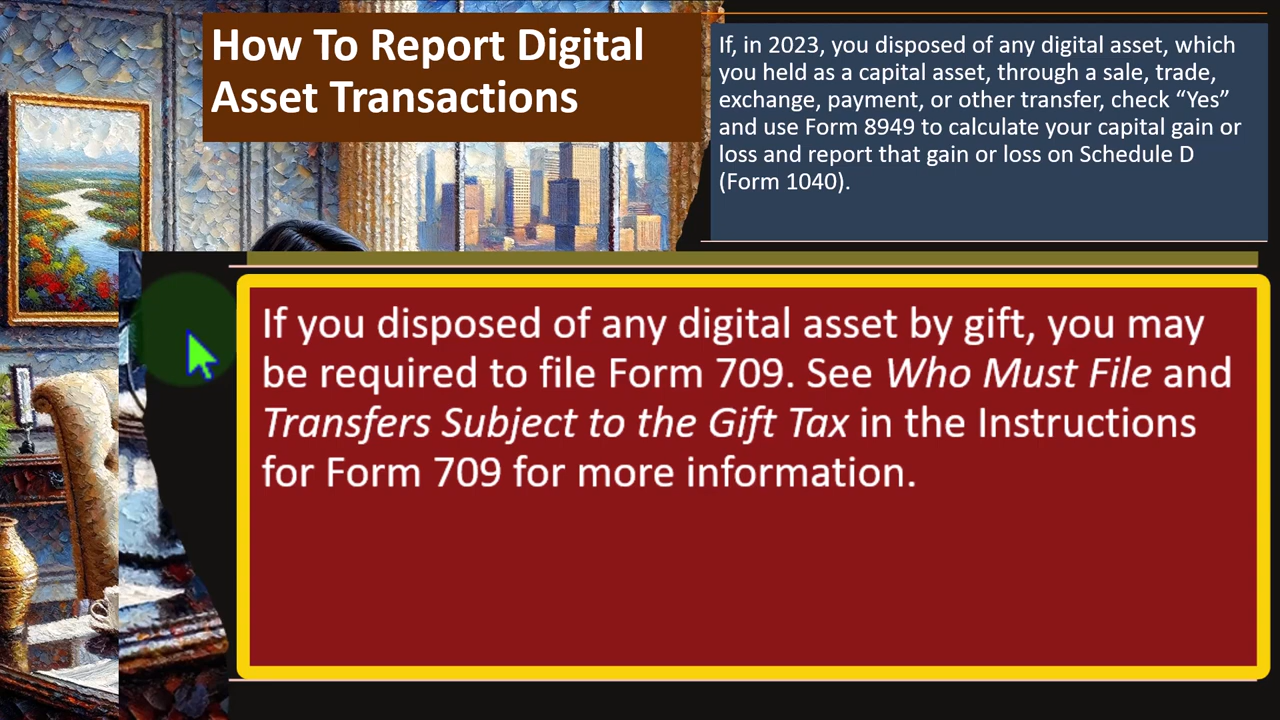 How To Report Digital
Asset Transactions
If, in 2023, you disposed of any digital asset, which
you held as a capital asset, through a sale, trade,
exchange, payment, or other transfer, check “Yes”
and use Form 8949 to calculate your capital gain or
loss and report that gain or loss on Schedule D
(Form 1040).
If you disposed of any digital asset by gift, you may
be required to file Form 709. See Who Must File and
Transfers Subject to the Gift Tax in the Instructions
for Form 709 for more information.